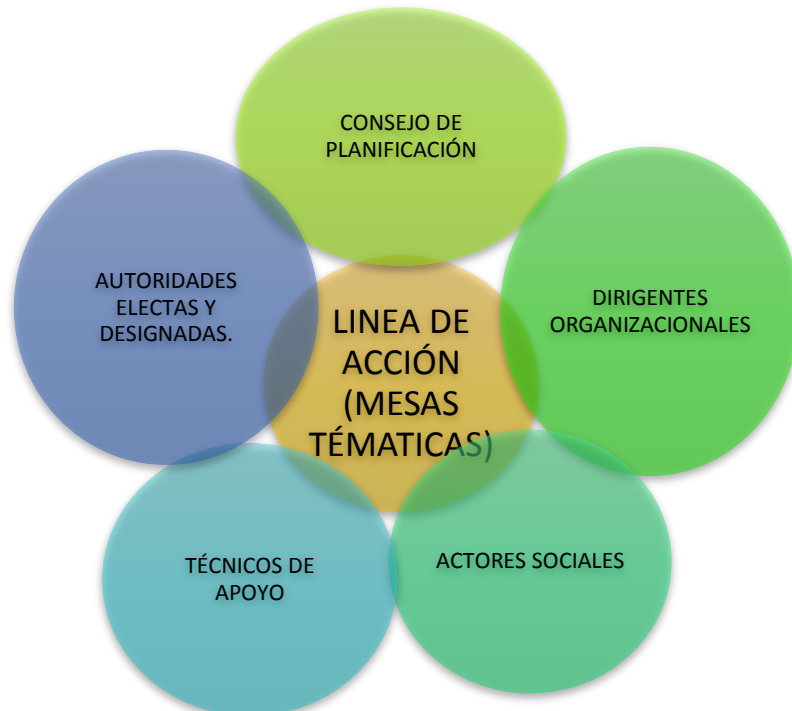 CONSEJO DE
PLANIFICACIÓN
AUTORIDADES
ELECTAS Y
DESIGNADAS.
DIRIGENTES
ORGANIZACIONALES
LINEA DE
ACCIÓN
(MESAS
TÉMATICAS)
TÉCNICOS DE
APOYO
ACTORES SOCIALES